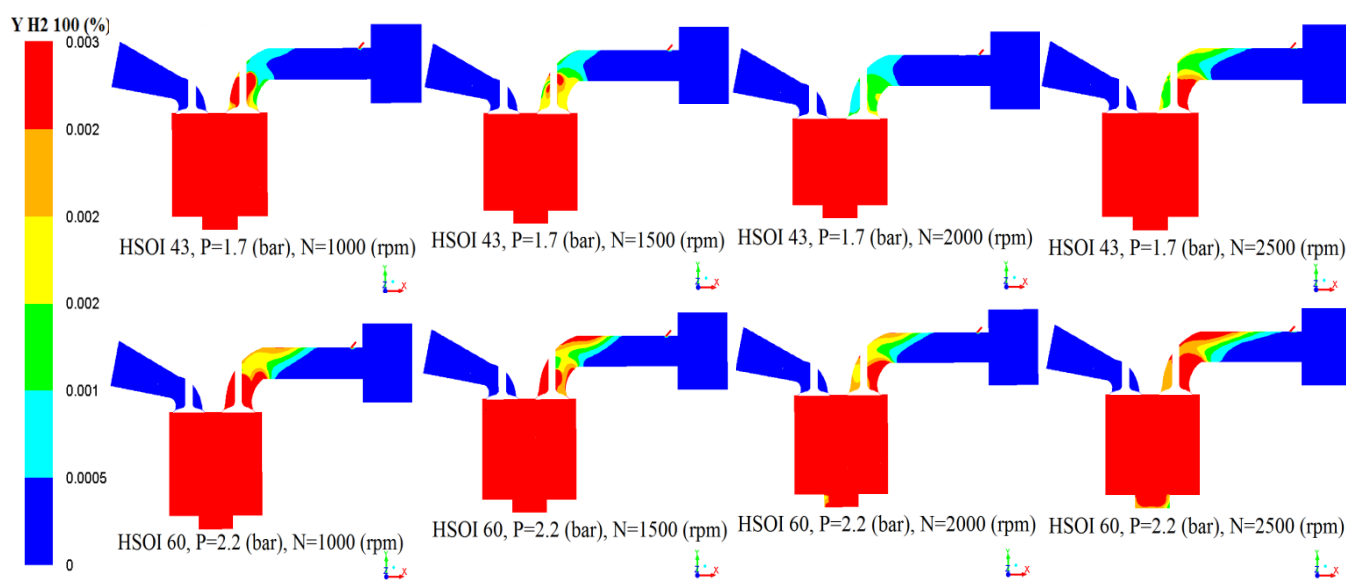 Y H2 100 (%)
0.003
0.002
0.002
0.002
0.001
0.0005
0
HSOI 43, P=1.7 (bar), N=1000 (rpm)
HSOI 43, P=1.7 (bar), N=1500 (rpm)
HSOI 43, P=1.7 (bar), N=2000 (rpm)
HSOI 43, P=1.7 (bar), N=2500 (rpm)
Y
Z X
Y
Z X
Y
Z X
Y
Z X
HSOI 60, P=2.2 (bar), N=1000 (rpm)
HSOI 60, P=2.2 (bar), N=1500 (rpm)
HSOI 60, P=2.2 (bar), N=2000 (rpm)
HSOI 60, P=2.2 (bar), N=2500 (rpm)
Y
Z X
Y
Z X
Y
Z X
Y
Z X